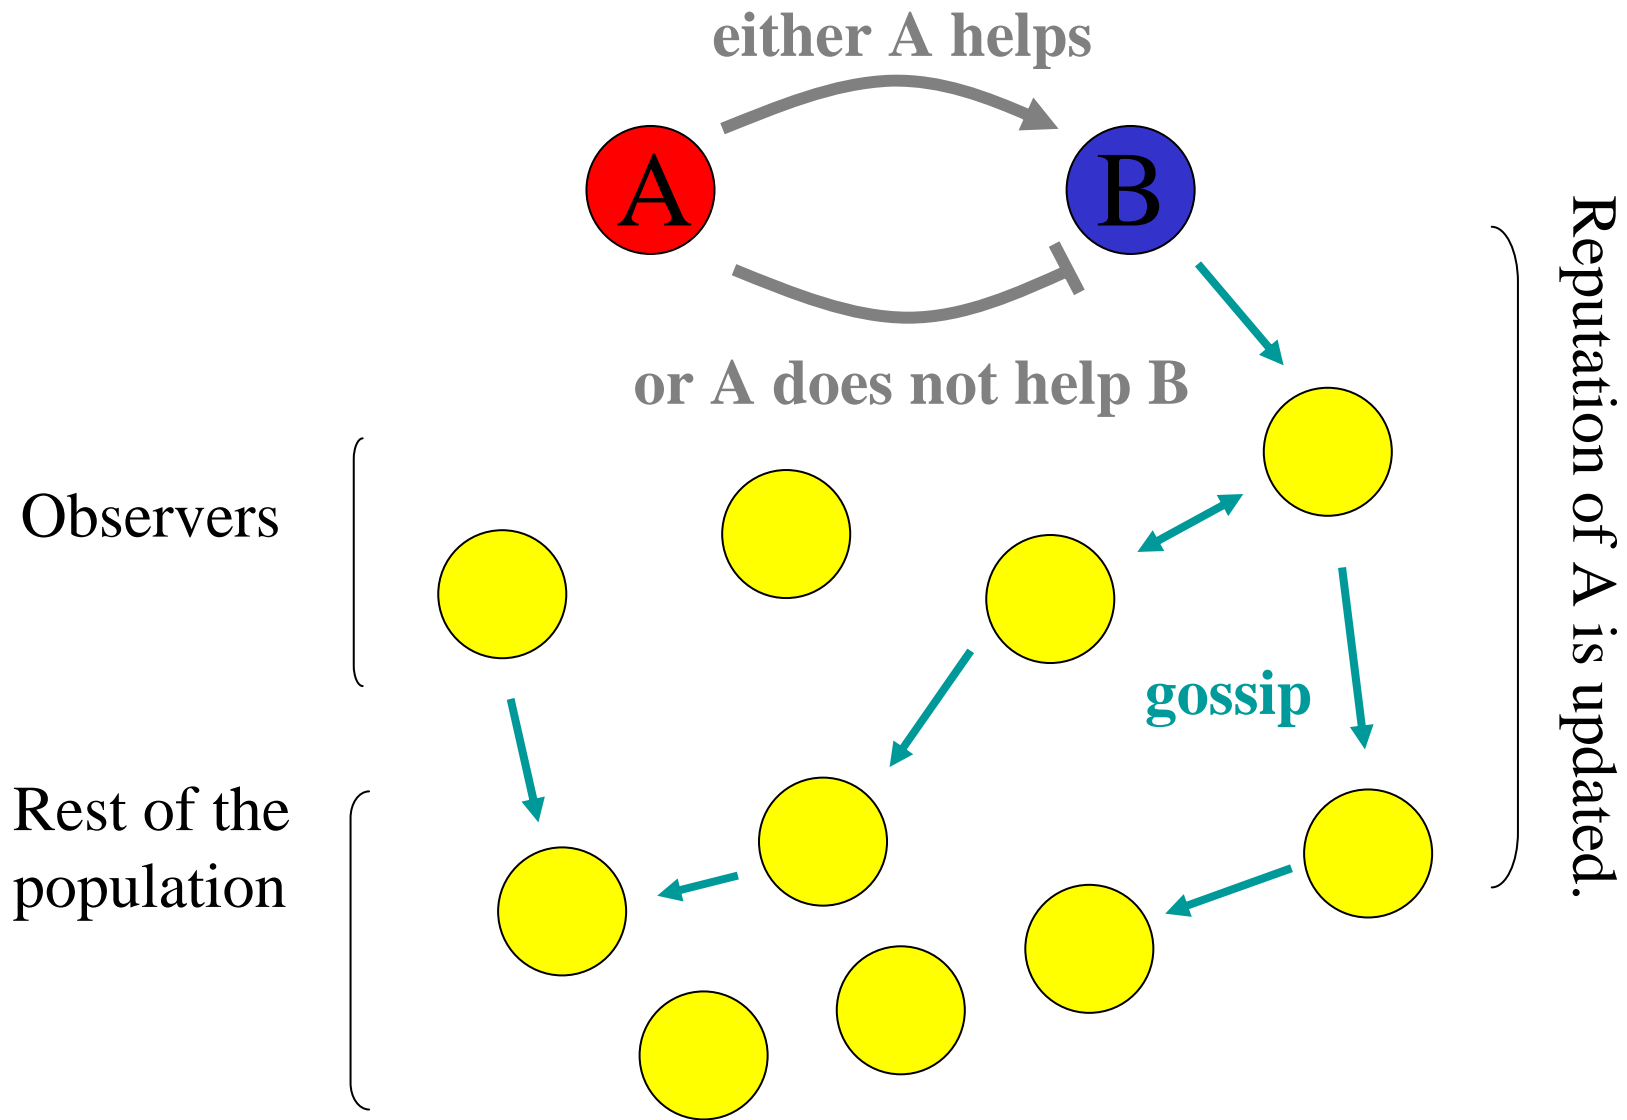 either A helps
A
B
or A does not help B
Observers
gossip
Rest of the
population
Reputation of A is updated.